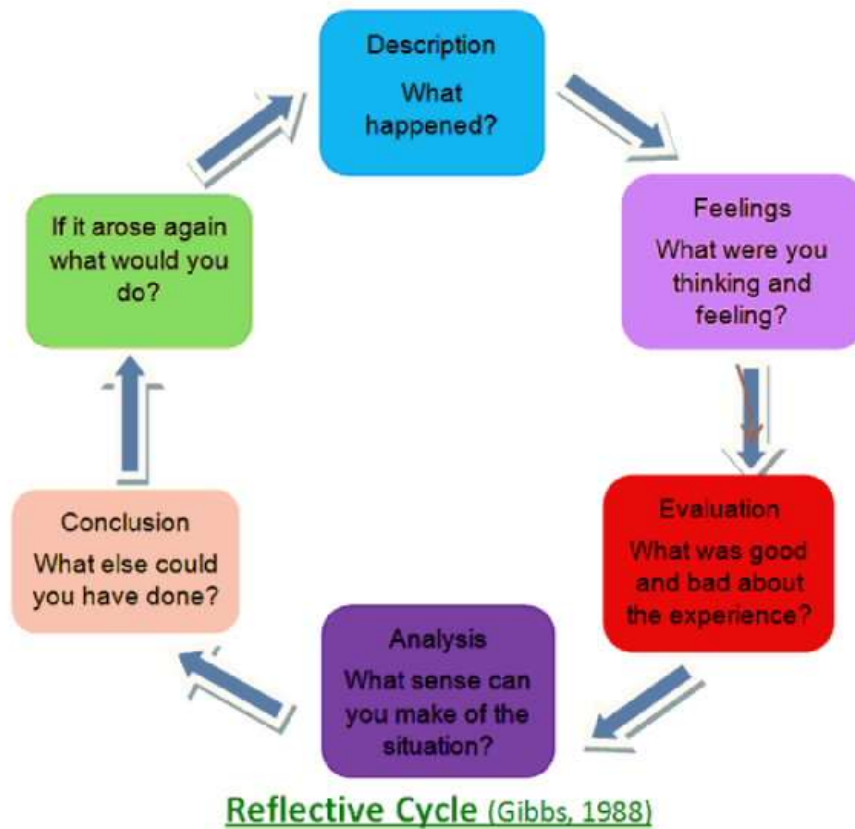 Description
What
happened?
Feelings
What were you
thinking and
feeling?
Evaluation
What was good
and bad about
the experience?
Analysis
What sense can
you make of the
situation?
Conclusion
What else could
you have done?
If it arose again
what would you
do?
Reflective Cycle (Gibbs, 1988)